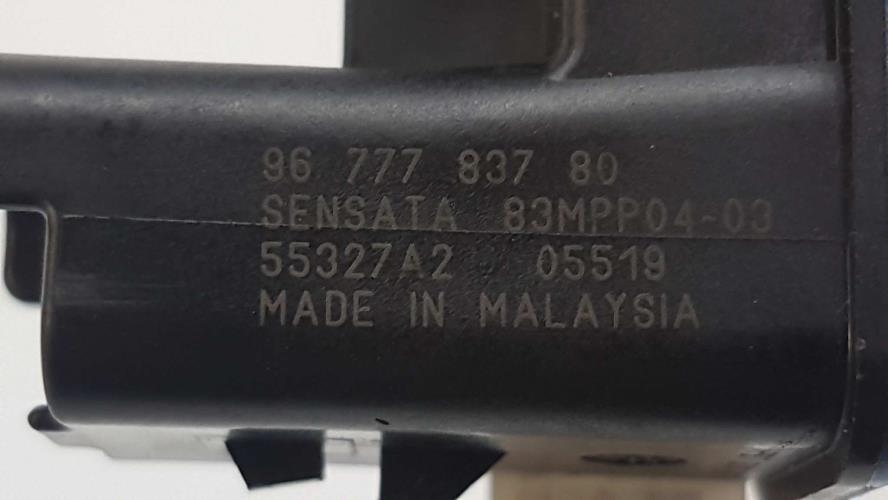 96 777 837 80
SENSATA 83MPP04-03
55327A2 05519
MADE IN MALAYSIA